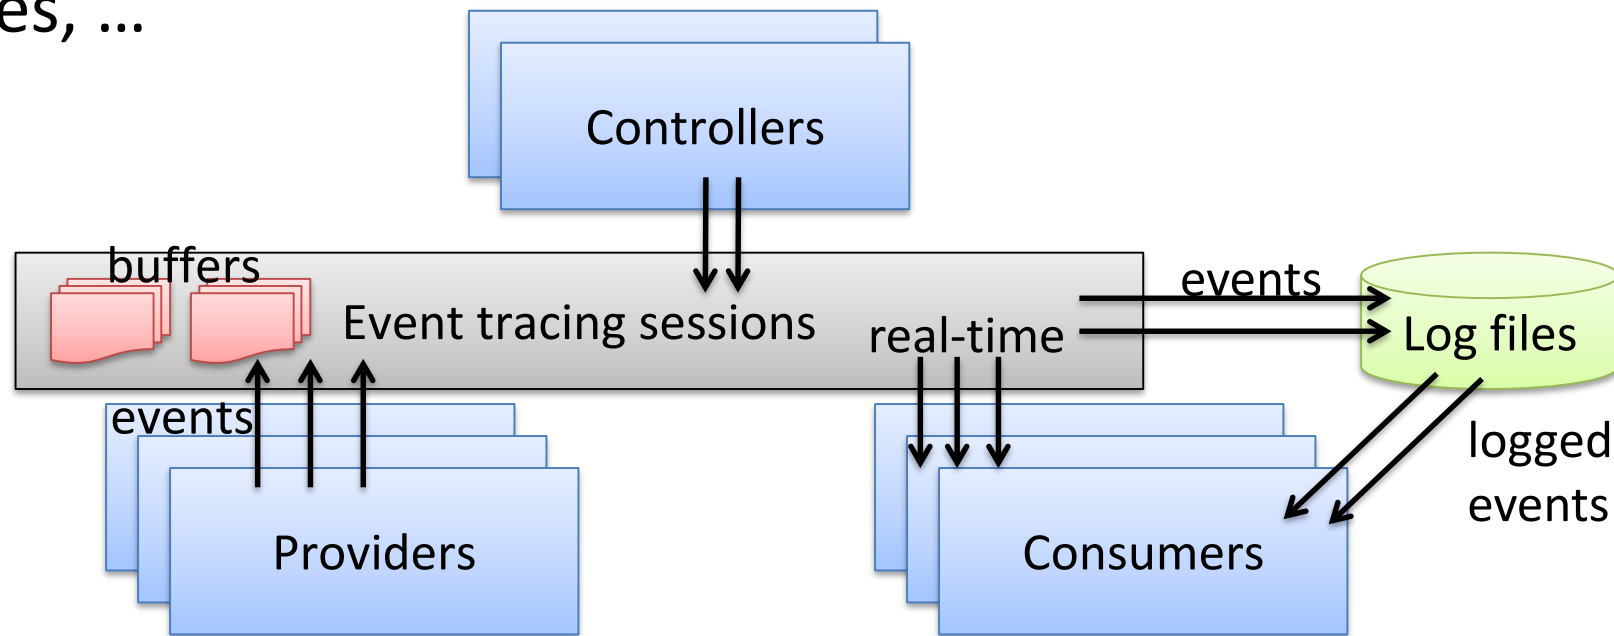 es, ...
Controllers
buffers
events
Event tracing sessions
real-time
Log files
events
logged
events
Providers
Consumers